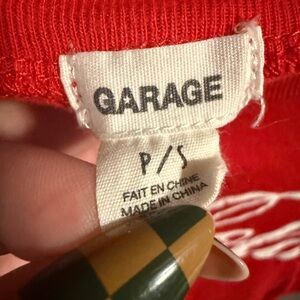 GARAGE
P/S
FAIT EN CHINE
MADE IN CHINA